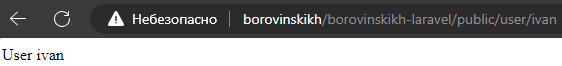 Небезопасно borovinskikh/borovinskikh-laravel/public/user/ivan
User ivan